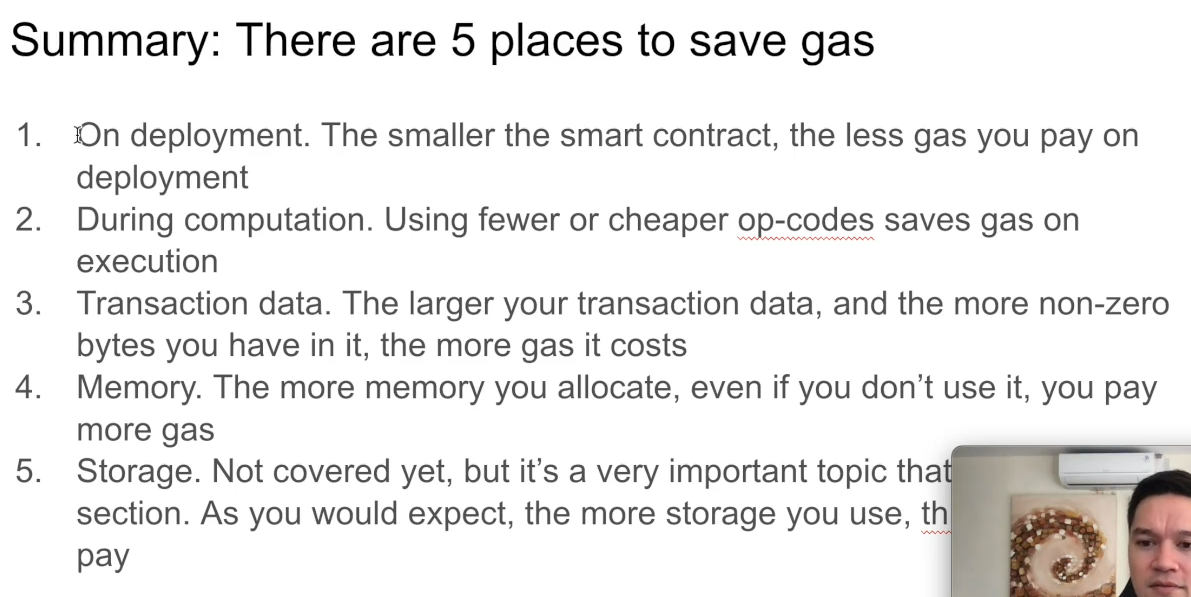 Summary: There are 5 places to save gas
1. On deployment. The smaller the smart contract, the less gas you pay on
deployment
2. During computation. Using fewer or cheaper op-codes saves gas on
execution
3. Transaction data. The larger your transaction data, and the more non-zero
bytes you have in it, the more gas it costs
4. Memory. The more memory you allocate, even if you don’t use it, you pay
more gas
5. Storage. Not covered yet, but it’s a very important topic that
section. As you would expect, the more storage you use, th
pay